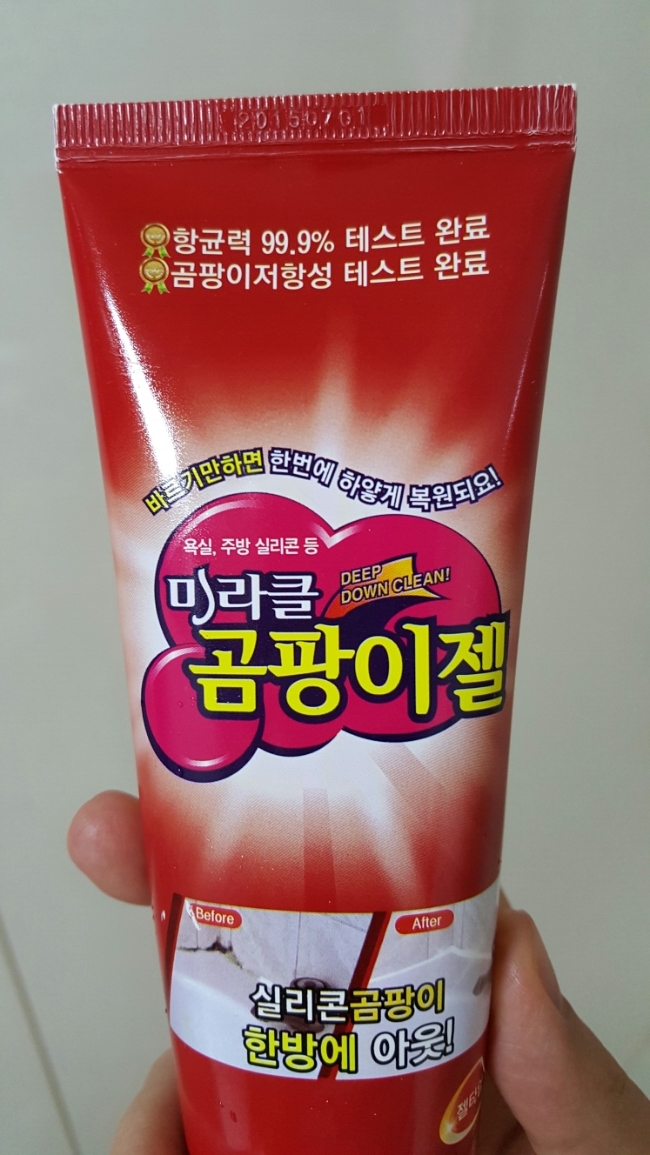 20150701
항균력 99.9% 테스트 완료
곰팡이저항성 테스트 완료
바르기만하면 한번에 하얗게 복원되요!
욕실, 주방 실리콘 등
미라클
DEEP
DOWN CLEAN!
곰팡이젤
Before
After
실리콘곰팡이
한방에 아웃!